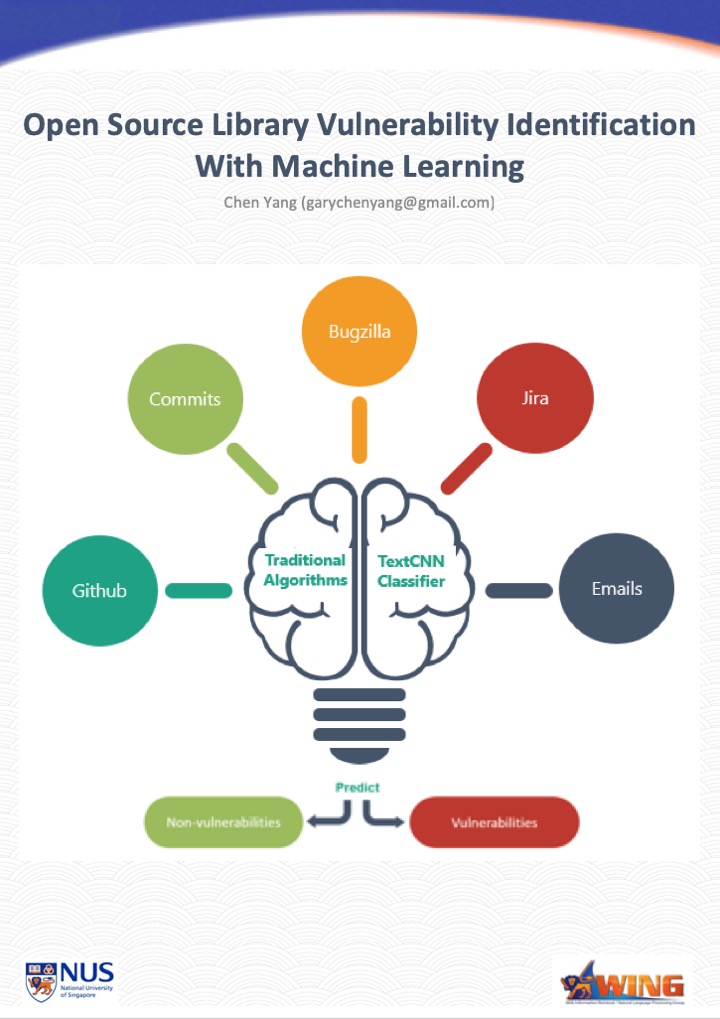 Open Source Library Vulnerability Identification
With Machine Learning
Chen Yang (garychenyang@gmail.com)
Bugzilla
Commits
Jira
Traditional
Algorithms
TextCNN
Classifier
Github
Emails
Predict
Non-vulnerabilities
Vulnerabilities
NUS
National University
of Singapore
WING
Web Information Retrieval / Natural Language Processing Group